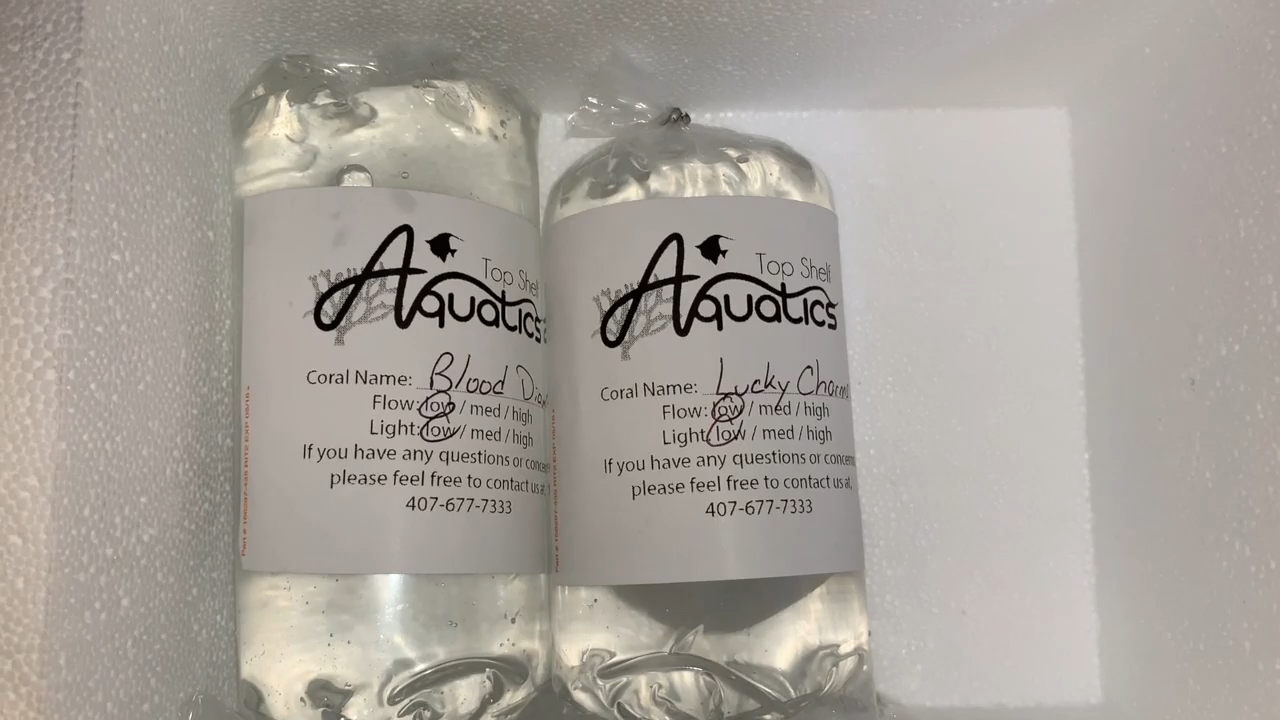 Top Shelf
Aquatics
Coral Name: Blood
Flow: low / med / high
Light: low / med / high
If you have any questions or
please feel free to contact us at
407-677-7333
Top Shelf
Aquatics
Coral Name: Lucky Charm
Flow: low / med / high
Light: low / med / high
If you have any questions or
please feel free to contact us at,
407-677-7333